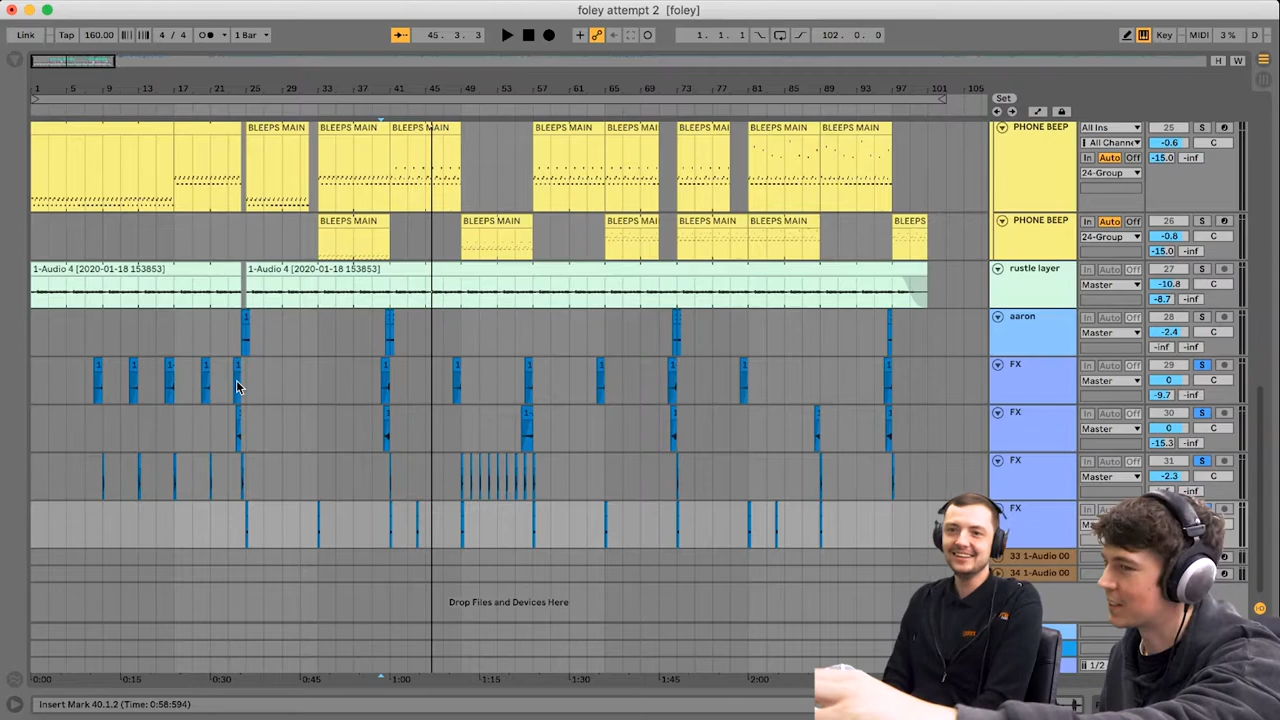 foley attempt 2 [foley]
Link Tap 160.00 4 / 4 1 Bar 45. 3. 3 1. 1. 1 102. 0. 0 Key MIDI 3 % D
H W
1 5 9 13 17 21 25 29 33 37 41 45 49 53 57 61 65 69 73 77 81 85 89 93 97 101 105 Set
BLEEPS MAIN BLEEPS MAIN BLEEPS MAIN BLEEPS MAIN BLEEPS MAI BLEEPS MAI BLEEPS MAIN BLEEPS MAIN PHONE BEEP All Ins 25 S
All Channe -0.6 C
In Auto Off -15.0 -inf
24-Group
BLEEPS MAIN BLEEPS MAIN BLEEPS MAI BLEEPS MAIN BLEEPS MAIN BLEEPS PHONE BEEP In Auto Off 26 S
24-Group -0.8 C
-15.0 -inf
1-Audio 4 [2020-01-18 153853] 1-Audio 4 [2020-01-18 153853] rustle layer In Auto Off 27 S
Master -10.8 C
-8.7 -inf
aaron In Auto Off 28 S
Master -2.4 C
-inf -inf
FX In Auto Off 29 S
Master 0 C
-9.7 -inf
FX In Auto Off 30 S
Master 0 C
-15.3 -inf
FX In Auto Off 31 S
Master -2.3 C
-inf
FX In Auto Off
33 1-Audio 00
34 1-Audio 00
Drop Files and Devices Here
1/2
0:00 0:15 0:30 0:45 1:00 1:15 1:30 1:45 2:00
Insert Mark 40.1.2 (Time: 0:58:594)